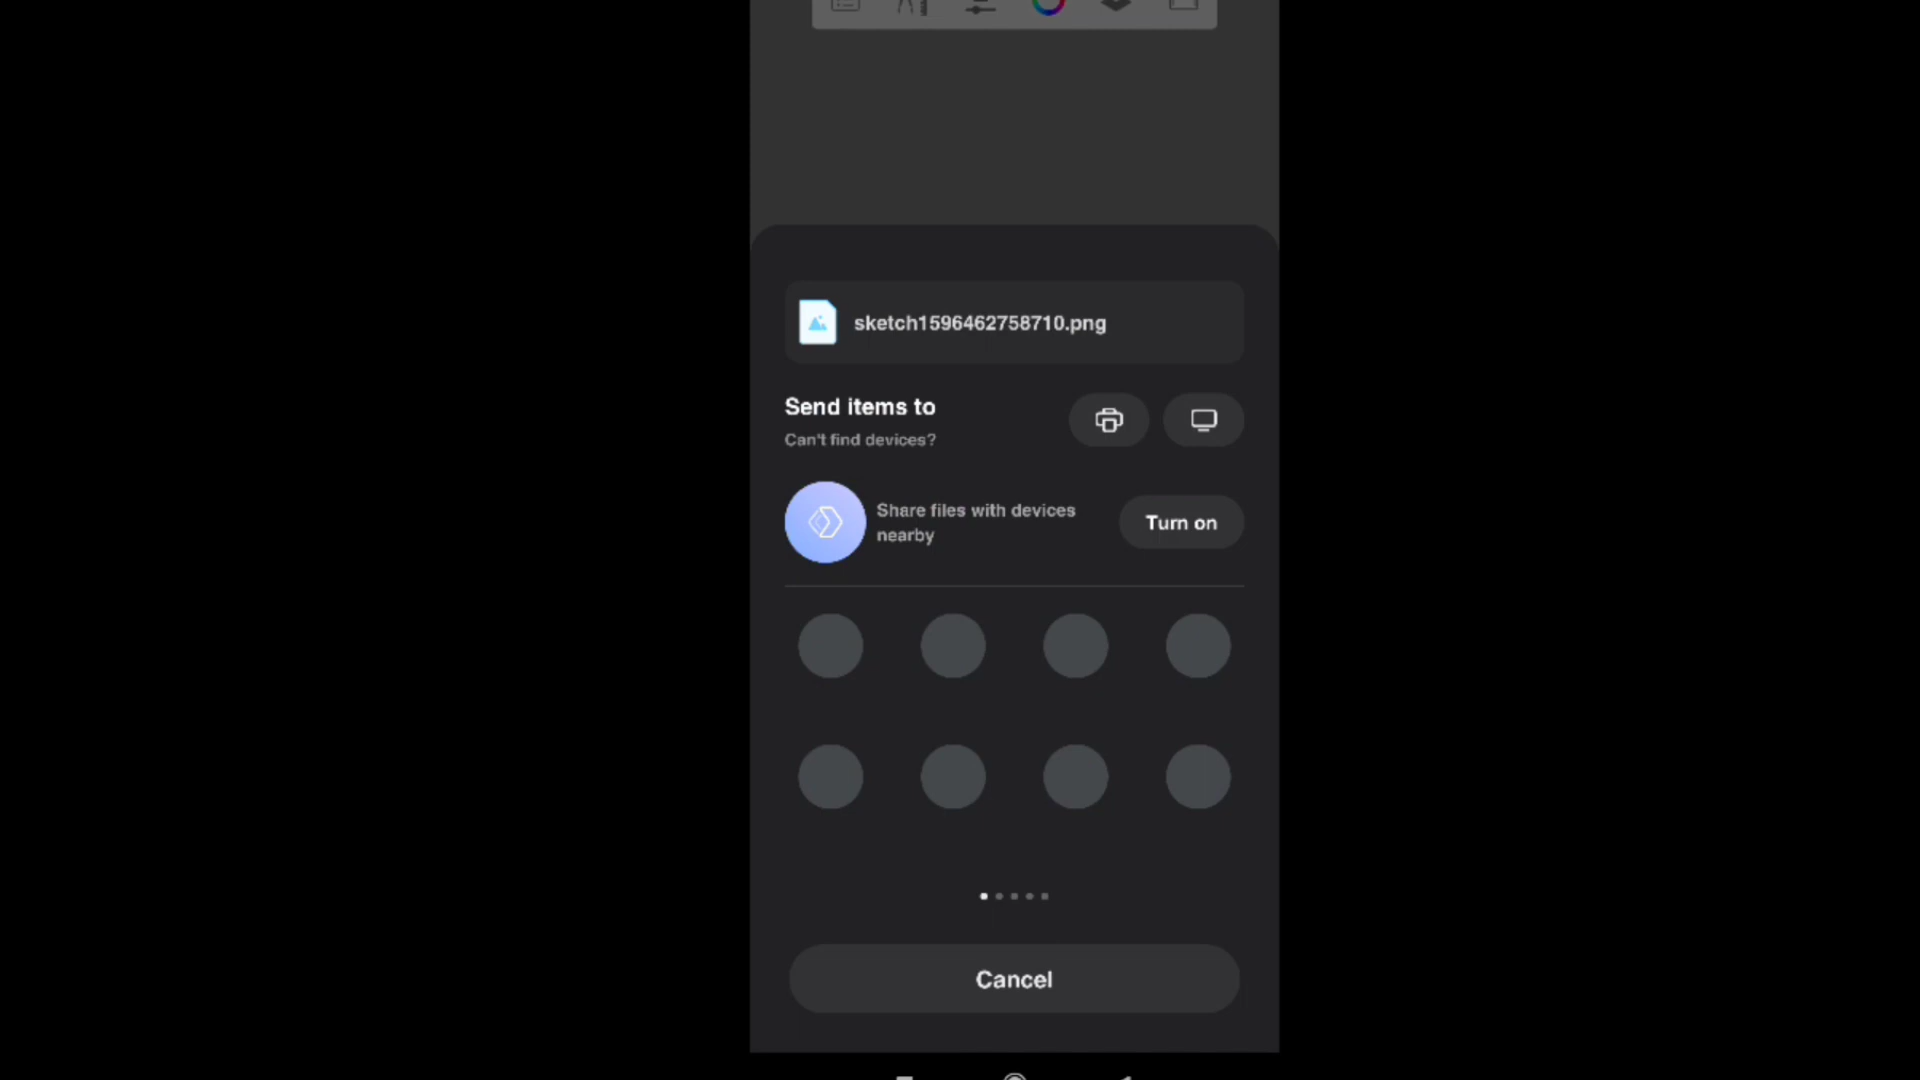 sketch1596462758710.png
Send items to
Can't find devices?
Share files with devices
nearby
Turn on
Cancel